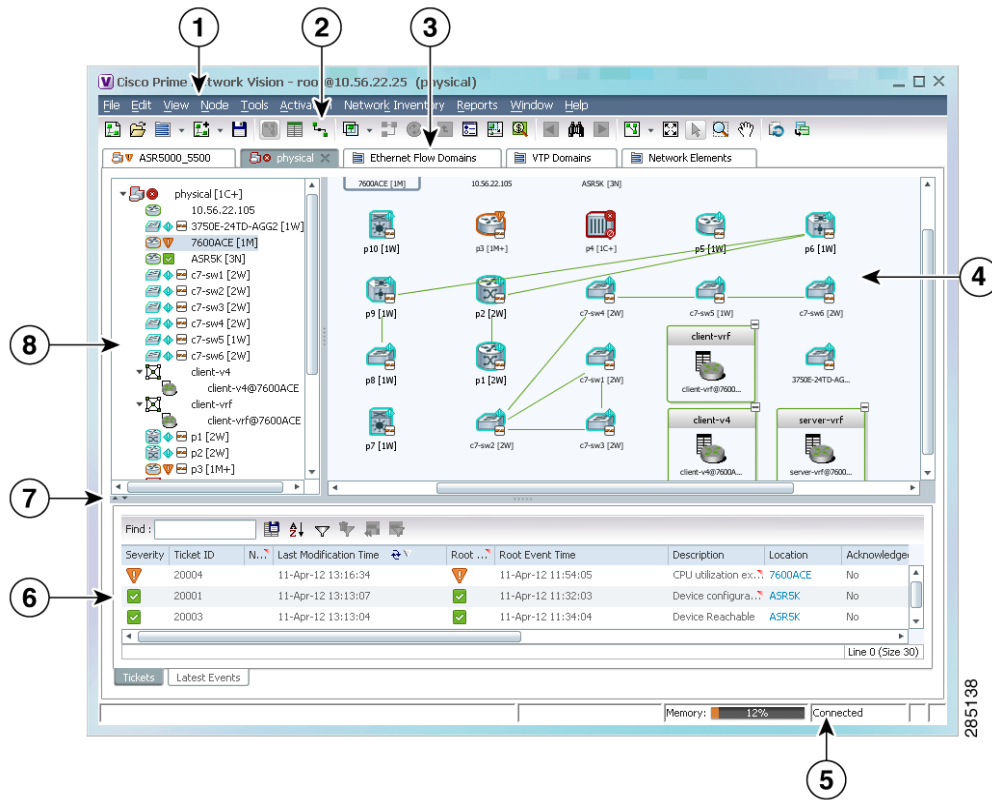 1 2 3
Cisco Prime Network Vision - root@10.56.22.25 (physical)
File Edit View Node Tools Network Inventory Reports Window Help
ASR5000_5500 physical Ethernet Flow Domains VTP Domains Network Elements
physical [1C+]
10.56.22.105
3750E-24TD-AGG2 [1W]
7600ACE [1M]
ASR5K [3N]
c7-sw1 [2W]
c7-sw2 [2W]
c7-sw3 [2W]
c7-sw4 [2W]
c7-sw5 [1W]
c7-sw6 [2W]
client-v4
client-v4@7600ACE
client-vrf
client-vrf@7600ACE
p1 [2W]
p2 [2W]
p3 [1M+]
7600ACE [1M] 10.56.22.105 ASR5K [3N]
p10 [1W] p3 [1M+] p4 [1C+] p5 [1W] p6 [1W]
p9 [1W] p2 [2W] c7-sw4 [2W] c7-sw5 [1W] c7-sw6 [2W]
client-vrf
p8 [1W] p1 [2W] c7-sw1 [2W] client-vrf@7600... 3750E-24TD-AG...
client-v4 server-vrf
p7 [1W] c7-sw2 [2W] c7-sw3 [2W]
client-v4@7600A... server-vrf@7600...
4
8
7
6
Find :
Severity Ticket ID N... Last Modification Time Root ... Root Event Time Description Location Acknowledge
20004 11-Apr-12 13:16:34 11-Apr-12 11:54:05 CPU utilization ex... 7600ACE No
20001 11-Apr-12 13:13:07 11-Apr-12 11:32:03 Device configura... ASR5K No
20003 11-Apr-12 13:13:04 11-Apr-12 11:34:04 Device Reachable ASR5K No
Line 0 (Size 30)
Tickets Latest Events
Memory: 12% Connected
5
285138